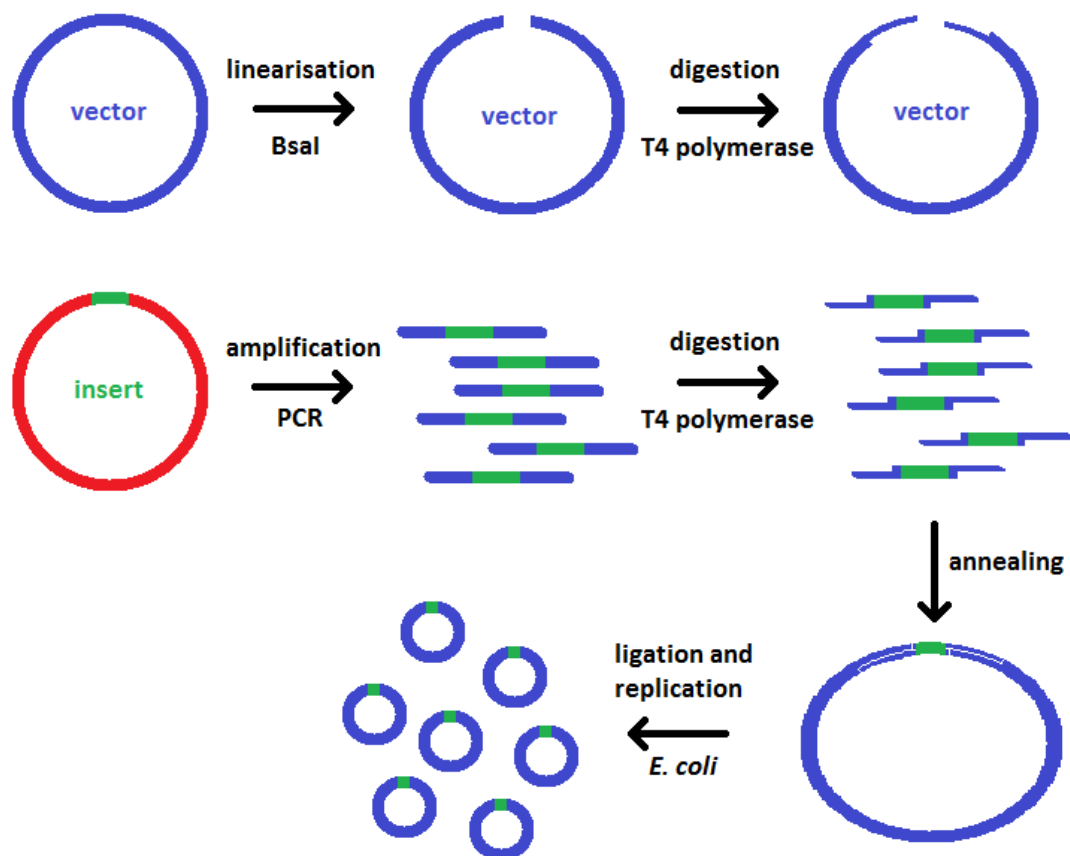 linearisation
digestion
vector
vector
vector
BsaI
T4 polymerase
amplification
digestion
insert
PCR
T4 polymerase
annealing
ligation and
replication
E. coli